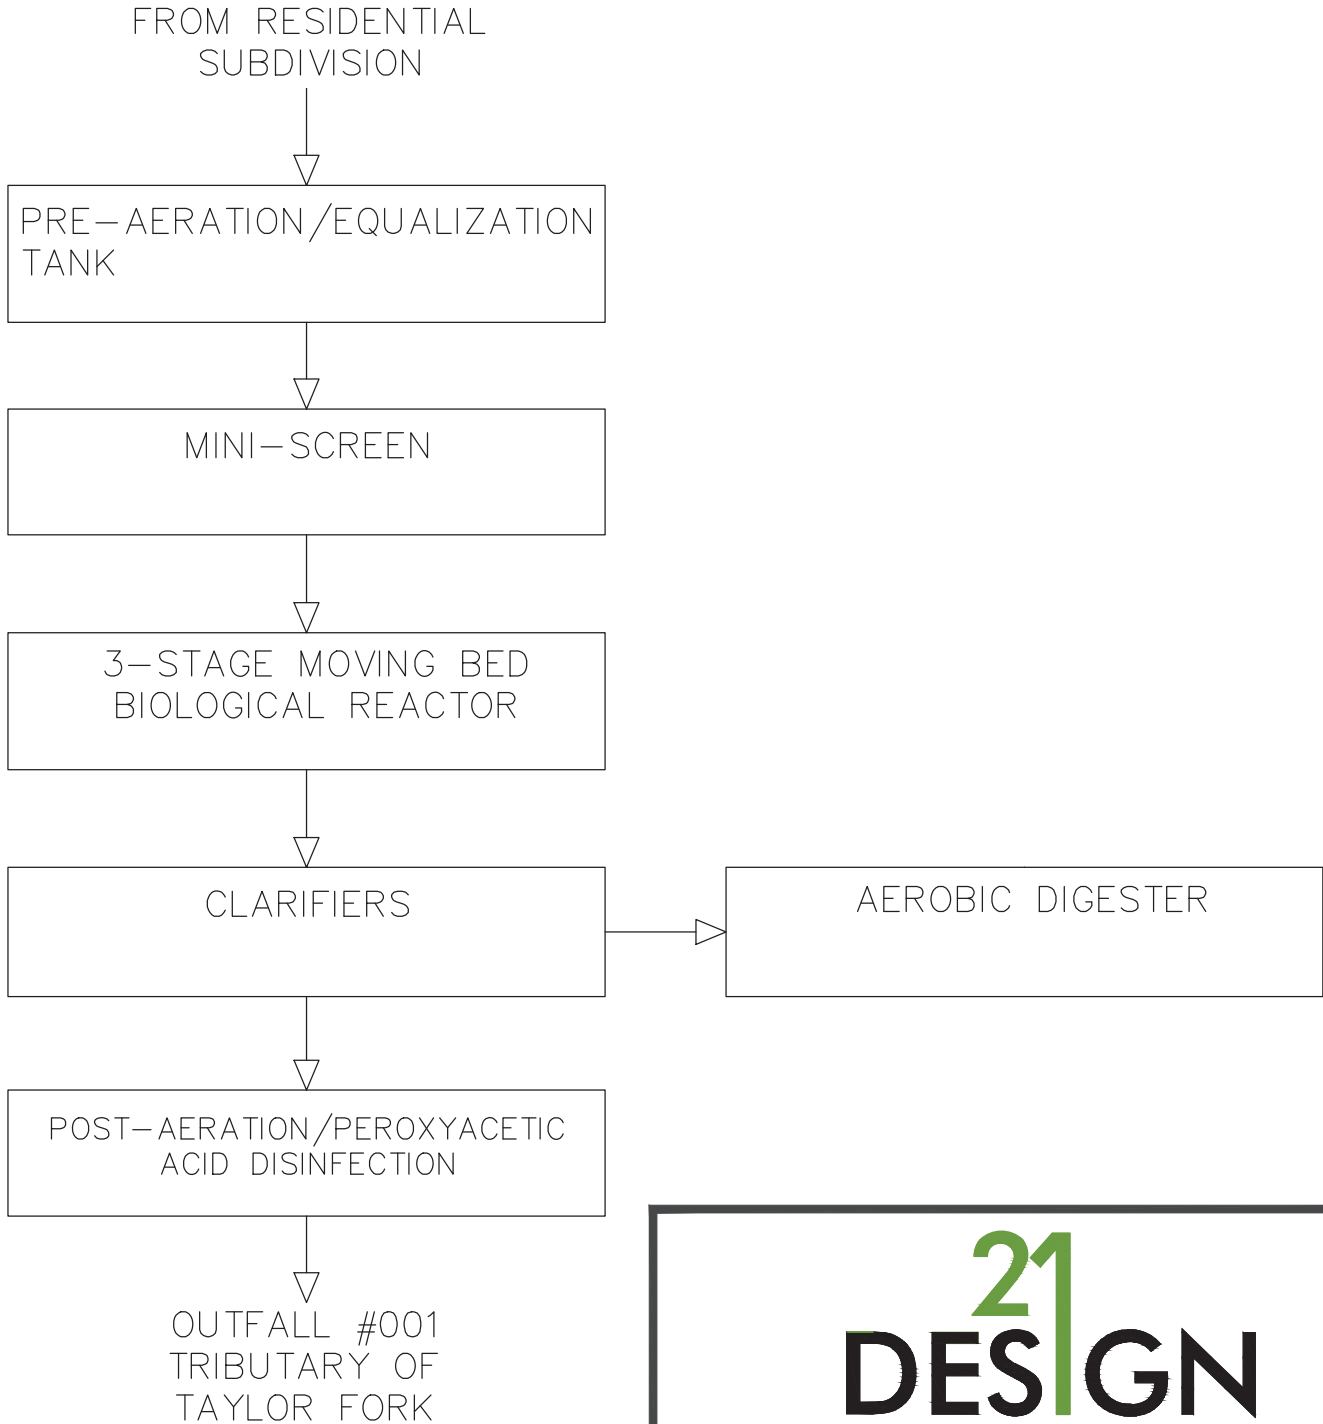 FROM RESIDENTIAL
SUBDIVISION
PRE-AERATION/EQUALIZATION
TANK
MINI-SCREEN
3-STAGE MOVING BED
BIOLOGICAL REACTOR
CLARIFIERS
AEROBIC DIGESTER
POST-AERATION/PEROXYACETIC
ACID DISINFECTION
OUTFALL #001
TRIBUTARY OF
TAYLOR FORK
21
DESIGN